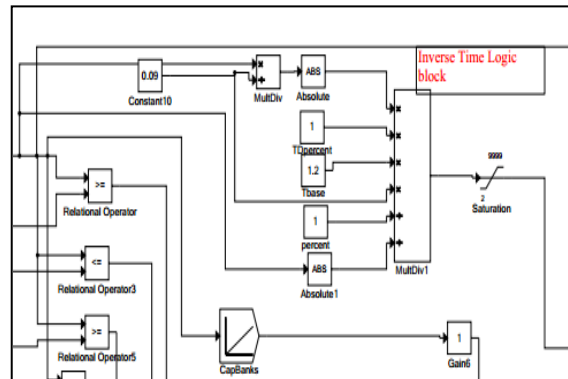 Inverse Time Logic
block
0.09
Constant10
×
÷
MultDiv
ABS
Absolute
1
TDpercent
1.2
Tbase
1
percent
ABS
Absolute1
×
×
×
×
÷
÷
MultDiv1
9999
2
Saturation
>=
Relational Operator
<=
Relational Operator3
>=
Relational Operator5
CapBanks
1
Gain6